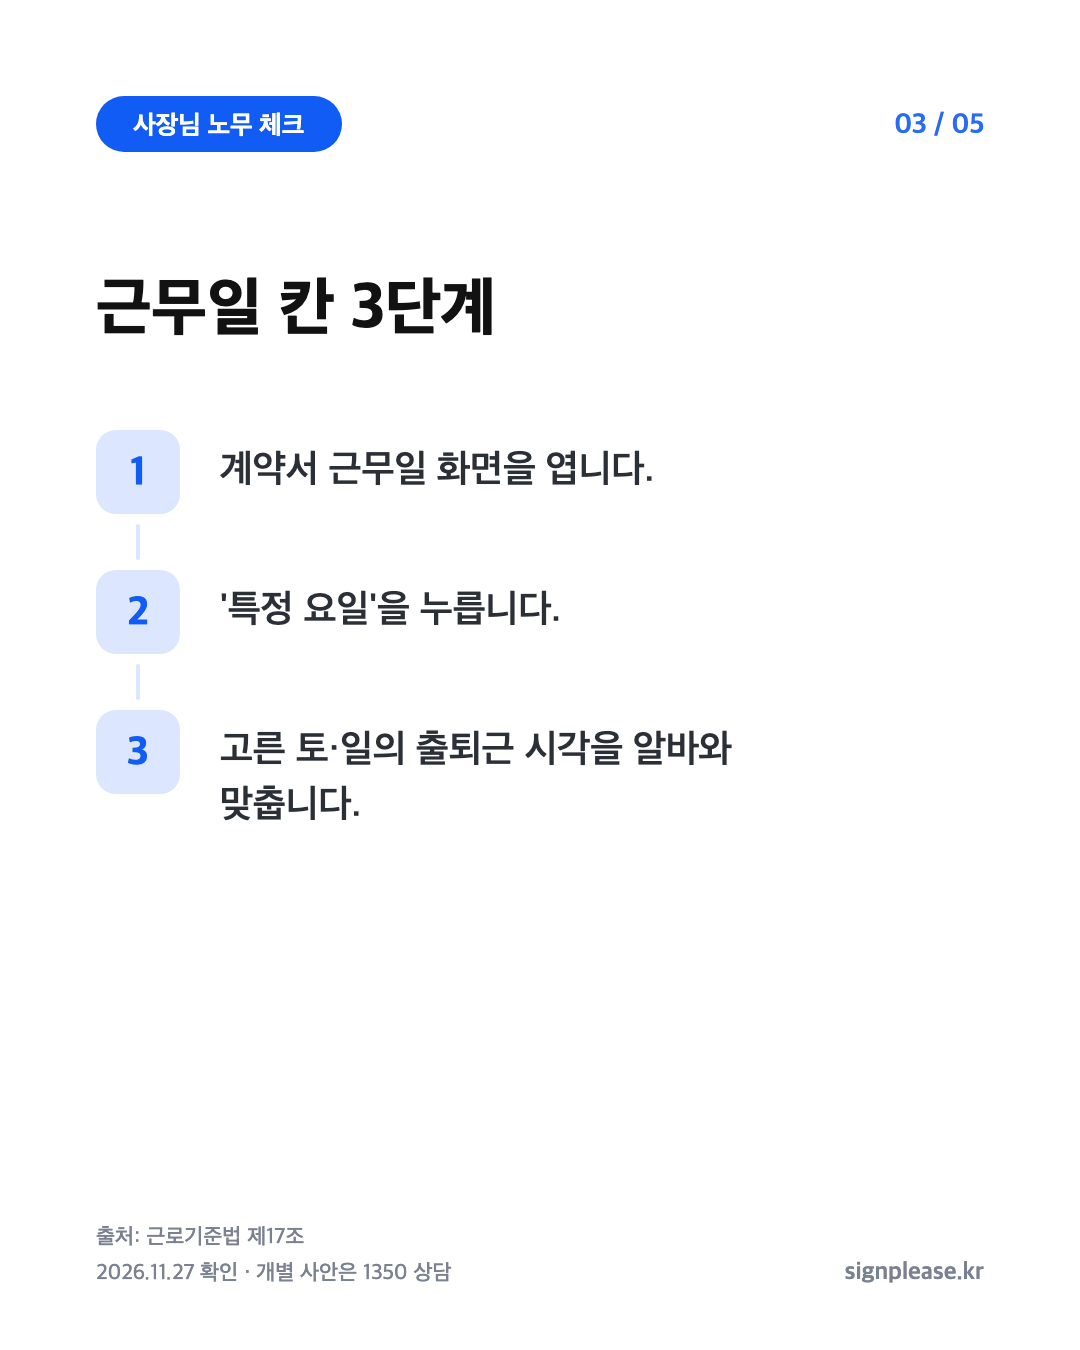 사장님 노무 체크
03 / 05
근무일 칸 3단계
1
계약서 근무일 화면을 엽니다.
2
'특정 요일'을 누릅니다.
3
고른 토·일의 출퇴근 시각을 알바와
맞춥니다.
출처: 근로기준법 제17조
2026.11.27 확인 · 개별 사안은 1350 상담
signplease.kr